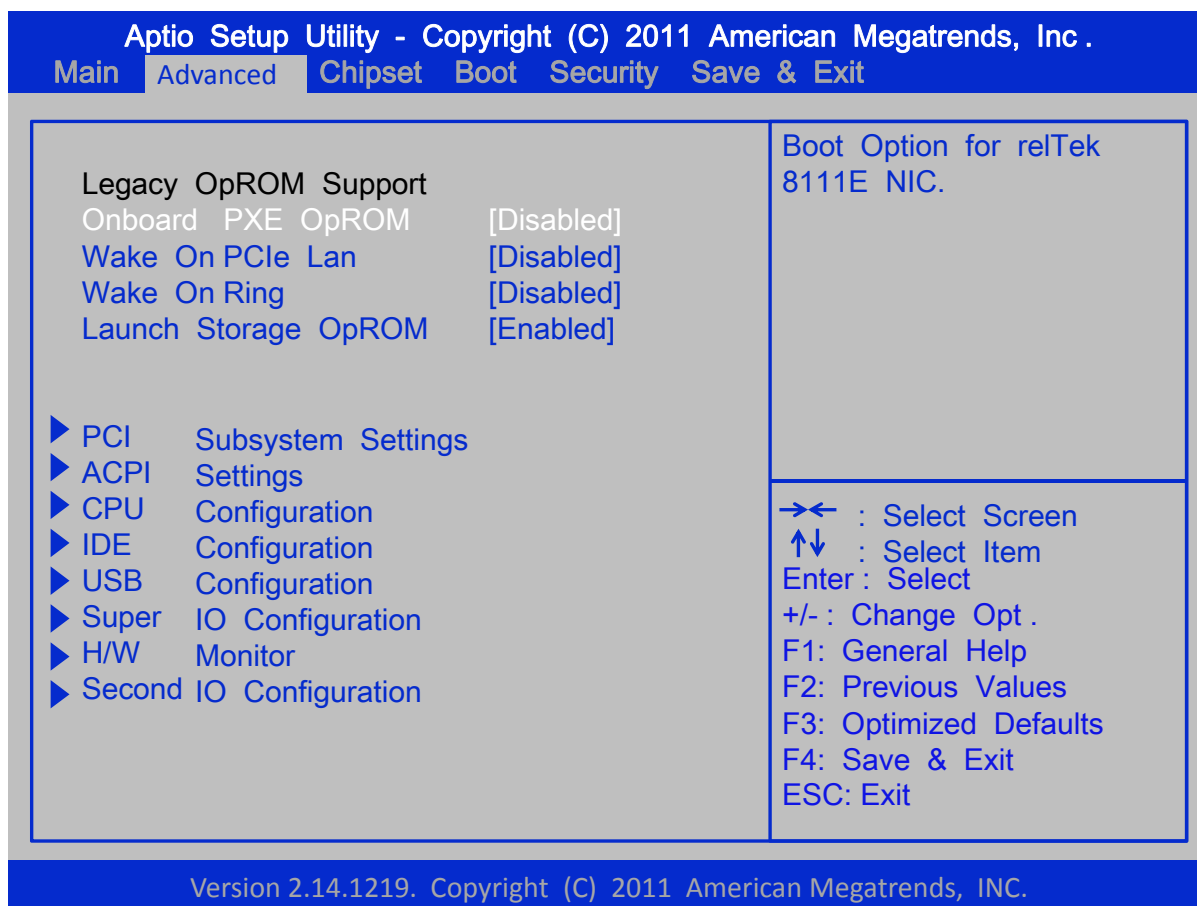 Aptio Setup Utility - Copyright (C) 2011 American Megatrends, Inc .
Main Advanced Chipset Boot Security Save & Exit
Legacy OpROM Support
Onboard PXE OpROM [Disabled]
Wake On PCIe Lan [Disabled]
Wake On Ring [Disabled]
Launch Storage OpROM [Enabled]
PCI Subsystem Settings
ACPI Settings
CPU Configuration
IDE Configuration
USB Configuration
Super IO Configuration
H/W Monitor
Second IO Configuration
Boot Option for relTek
8111E NIC.
→← : Select Screen
↑↓ : Select Item
Enter : Select
+/- : Change Opt .
F1: General Help
F2: Previous Values
F3: Optimized Defaults
F4: Save & Exit
ESC: Exit
Version 2.14.1219. Copyright (C) 2011 American Megatrends, INC.